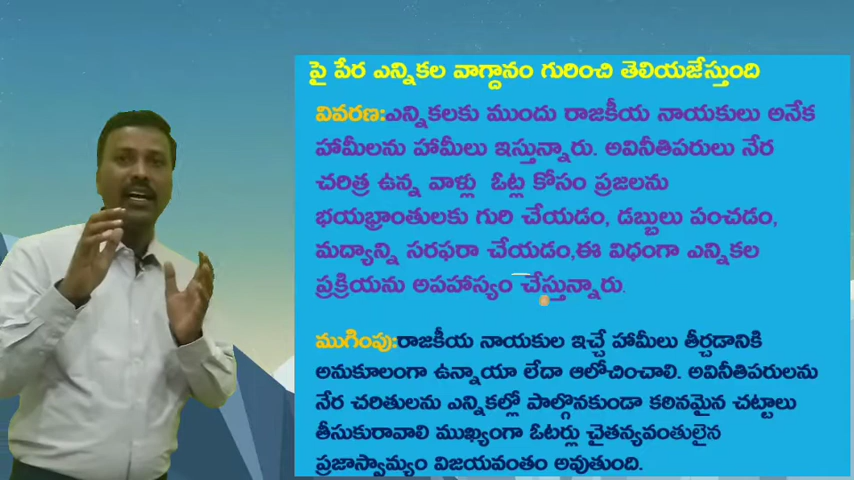 పై పేర ఎన్నికల వాగ్దానం గురించి తెలియజేస్తుంది
వివరణ:ఎన్నికలకు ముందు రాజకీయ నాయకులు అనేక
హామీలను హామీలు ఇస్తున్నారు. అవినీతిపరులు నేర
చరిత్ర ఉన్న వాళ్లు ఓట్ల కోసం ప్రజలను
భయభ్రాంతులకు గురి చేయడం, డబ్బులు పంచడం,
మద్యాన్ని సరఫరా చేయడం,ఈ విధంగా ఎన్నికల
ప్రక్రియను అపహాస్యం చేస్తున్నారు.
ముగింపు:రాజకీయ నాయకుల ఇచ్చే హామీలు తీర్చడానికి
అనుకూలంగా ఉన్నాయా లేదా ఆలోచించాలి. అవినీతిపరులను
నేర చరితులను ఎన్నికల్లో పాల్గొనకుండా కఠినమైన చట్టాలు
తీసుకురావాలి ముఖ్యంగా ఓటర్లు చైతన్యవంతులైన
ప్రజాస్వామ్యం విజయవంతం అవుతుంది.